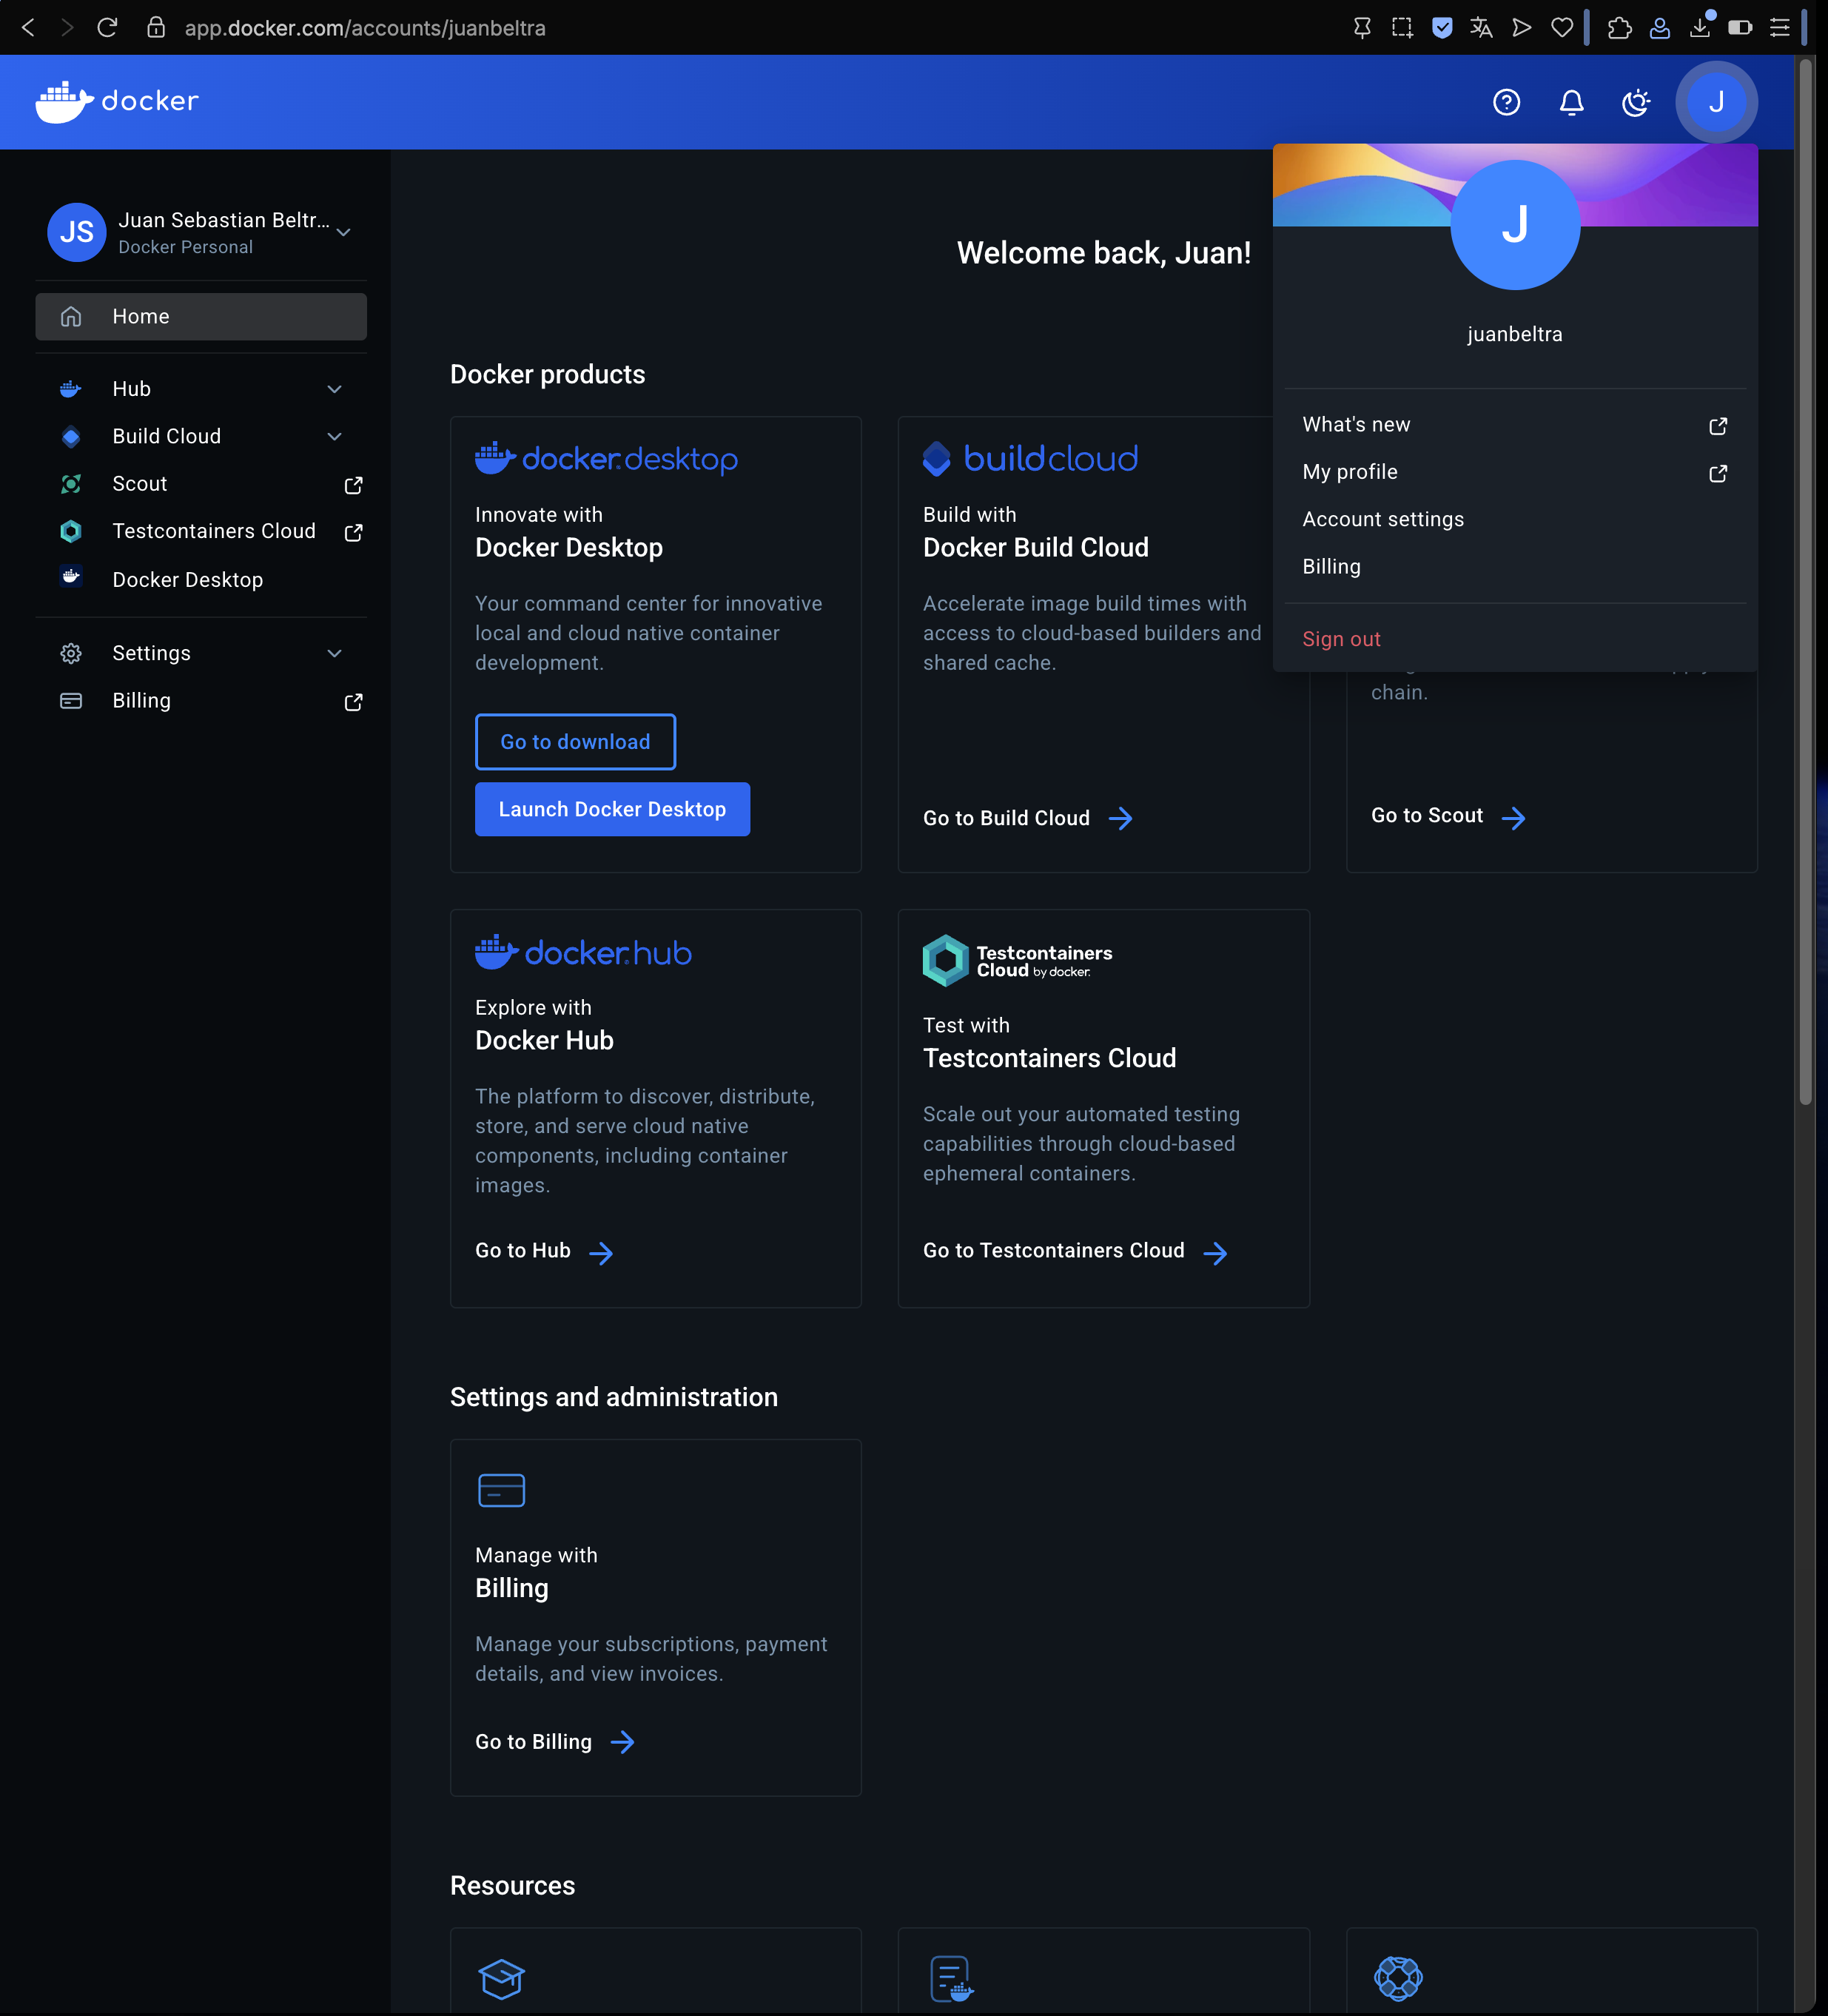 app.docker.com/accounts/juanbeltra
docker
J
JS
Juan Sebastian Beltr...
Docker Personal
Home
Hub
Build Cloud
Scout
Testcontainers Cloud
Docker Desktop
Settings
Billing
Welcome back, Juan!
J
juanbeltra
What's new
My profile
Account settings
Billing
Sign out
Docker products
docker.desktop
Innovate with
Docker Desktop
Your command center for innovative
local and cloud native container
development.
Go to download
Launch Docker Desktop
buildcloud
Build with
Docker Build Cloud
Accelerate image build times with
access to cloud-based builders and
shared cache.
Go to Build Cloud
chain.
Go to Scout
docker.hub
Explore with
Docker Hub
The platform to discover, distribute,
store, and serve cloud native
components, including container
images.
Go to Hub
Testcontainers
Cloud by docker.
Test with
Testcontainers Cloud
Scale out your automated testing
capabilities through cloud-based
ephemeral containers.
Go to Testcontainers Cloud
Settings and administration
Manage with
Billing
Manage your subscriptions, payment
details, and view invoices.
Go to Billing
Resources